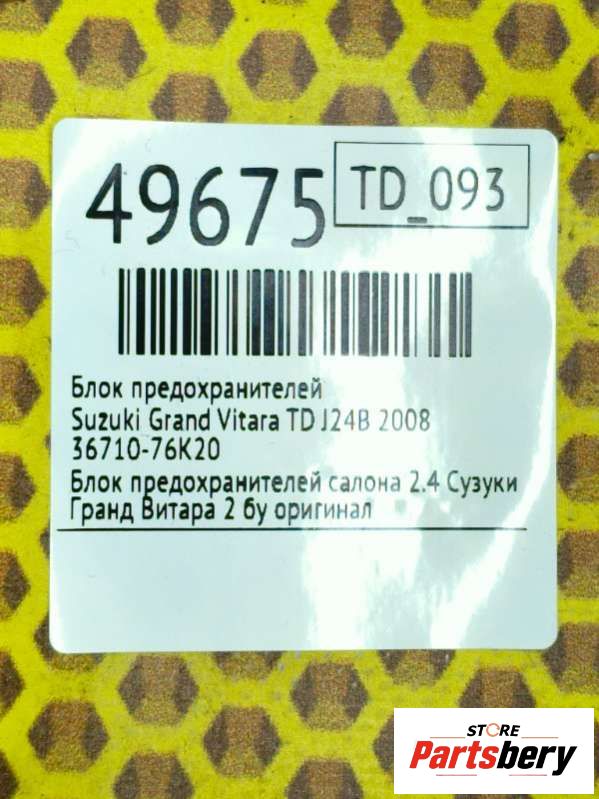 49675
TD_093
Блок предохранителей
Suzuki Grand Vitara TD J24B 2008
36710-76K20
Блок предохранителей салона 2.4 Сузуки
Гранд Витара 2 бу оригинал
STORE
Partsbery